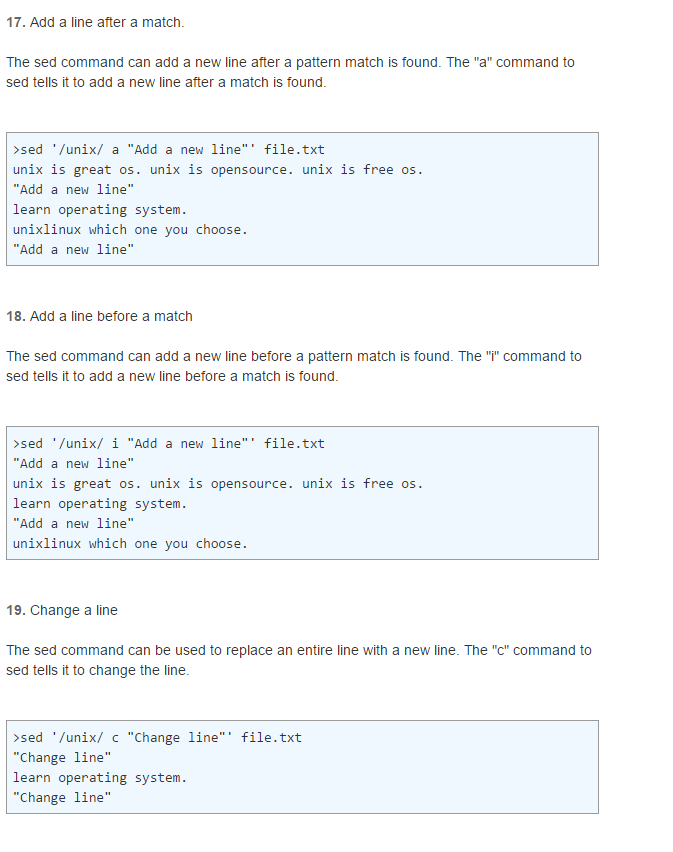 17. Add a line after a match.
The sed command can add a new line after a pattern match is found. The "a" command to
sed tells it to add a new line after a match is found.
>sed '/unix/ a "Add a new line"' file.txt
unix is great os. unix is opensource. unix is free os.
"Add a new line"
learn operating system.
unixlinux which one you choose.
"Add a new line"
18. Add a line before a match
The sed command can add a new line before a pattern match is found. The "i" command to
sed tells it to add a new line before a match is found.
>sed '/unix/ i "Add a new line"' file.txt
"Add a new line"
unix is great os. unix is opensource. unix is free os.
learn operating system.
"Add a new line"
unixlinux which one you choose.
19. Change a line
The sed command can be used to replace an entire line with a new line. The "c" command to
sed tells it to change the line.
>sed '/unix/ c "Change line"' file.txt
"Change line"
learn operating system.
"Change line"